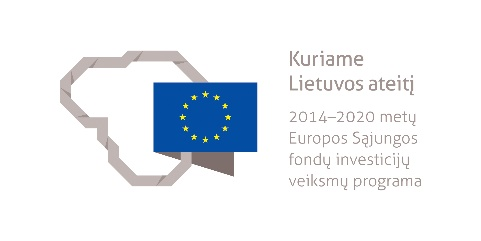 Kuriame
Lietuvos ateitį
2014–2020 metų
Europos Sąjungos
fondų investicijų
veiksmų programa